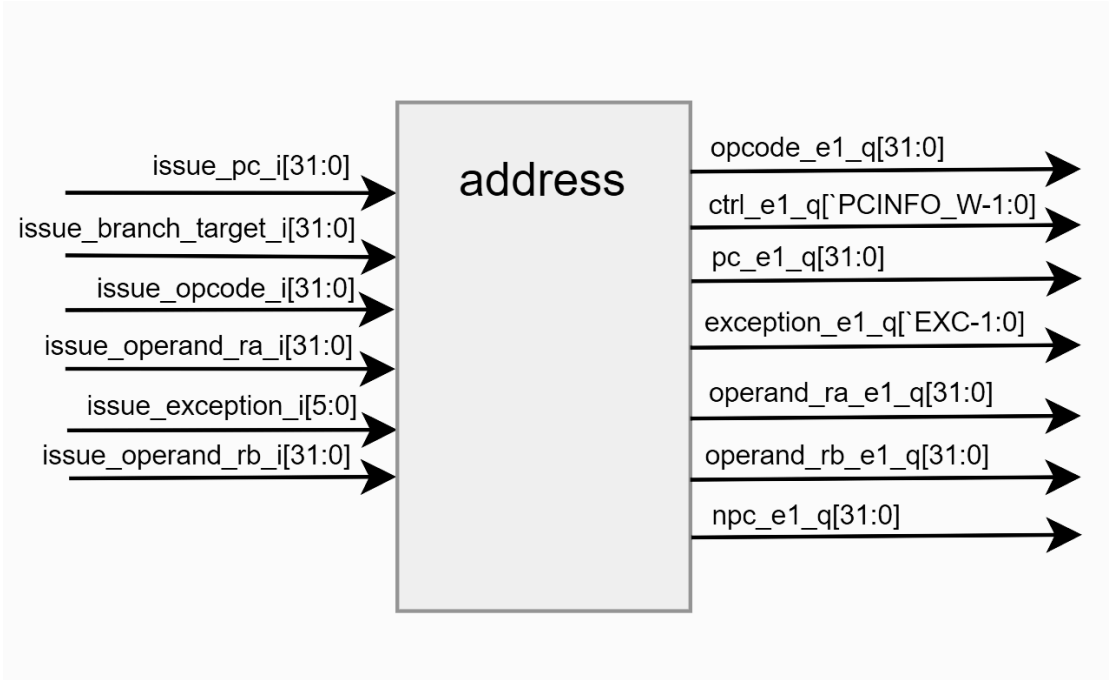 address
issue_pc_i[31:0]
issue_branch_target_i[31:0]
issue_opcode_i[31:0]
issue_operand_ra_i[31:0]
issue_exception_i[5:0]
issue_operand_rb_i[31:0]
opcode_e1_q[31:0]
ctrl_e1_q[`PCINFO_W-1:0]
pc_e1_q[31:0]
exception_e1_q[`EXC-1:0]
operand_ra_e1_q[31:0]
operand_rb_e1_q[31:0]
npc_e1_q[31:0]